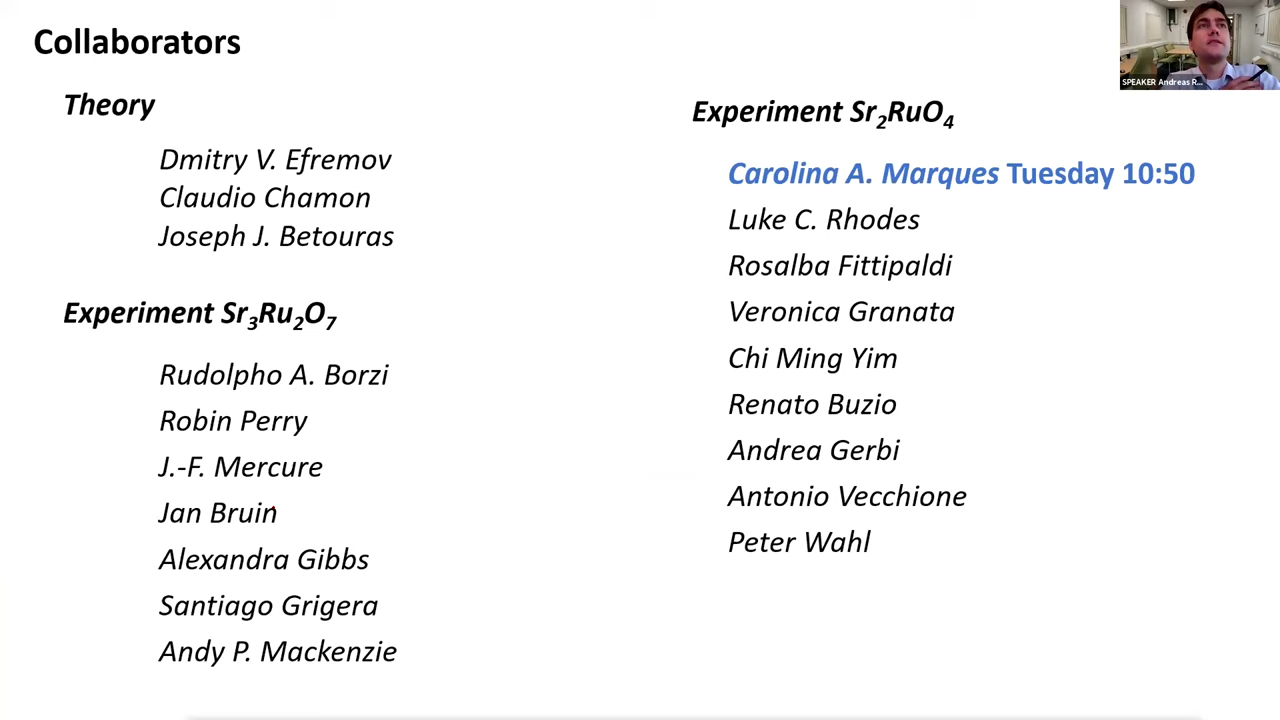 Collaborators
Theory
Dmitry V. Efremov
Claudio Chamon
Joseph J. Betouras
Experiment Sr3Ru2O7
Rudolpho A. Borzi
Robin Perry
J.-F. Mercure
Jan Bruin
Alexandra Gibbs
Santiago Grigera
Andy P. Mackenzie
Experiment Sr2RuO4
Carolina A. Marques Tuesday 10:50
Luke C. Rhodes
Rosalba Fittipaldi
Veronica Granata
Chi Ming Yim
Renato Buzio
Andrea Gerbi
Antonio Vecchione
Peter Wahl
SPEAKER Andreas R...